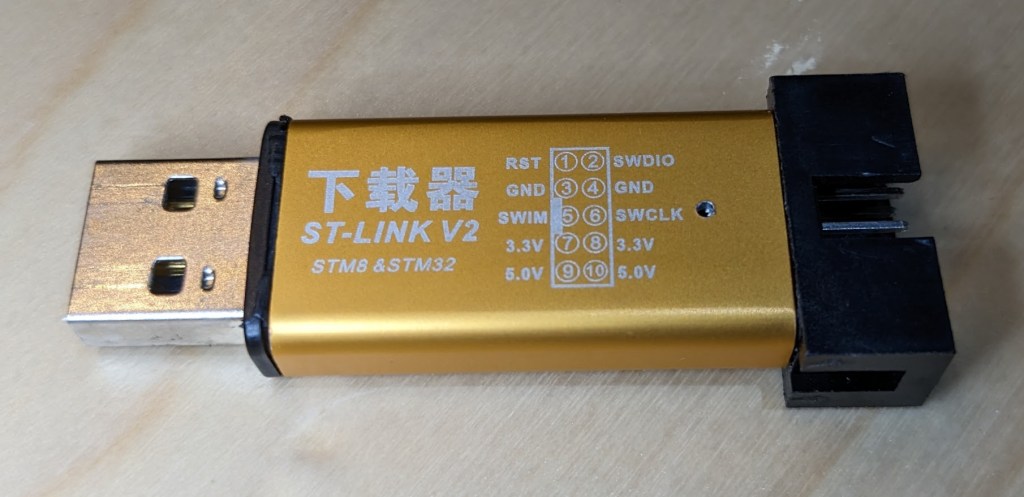 下载器
ST-LINK V2
STM8 &STM32
RST ① ② SWDIO
GND ③ ④ GND
SWIM ⑤ ⑥ SWCLK
3.3V ⑦ ⑧ 3.3V
5.0V ⑨ ⑩ 5.0V